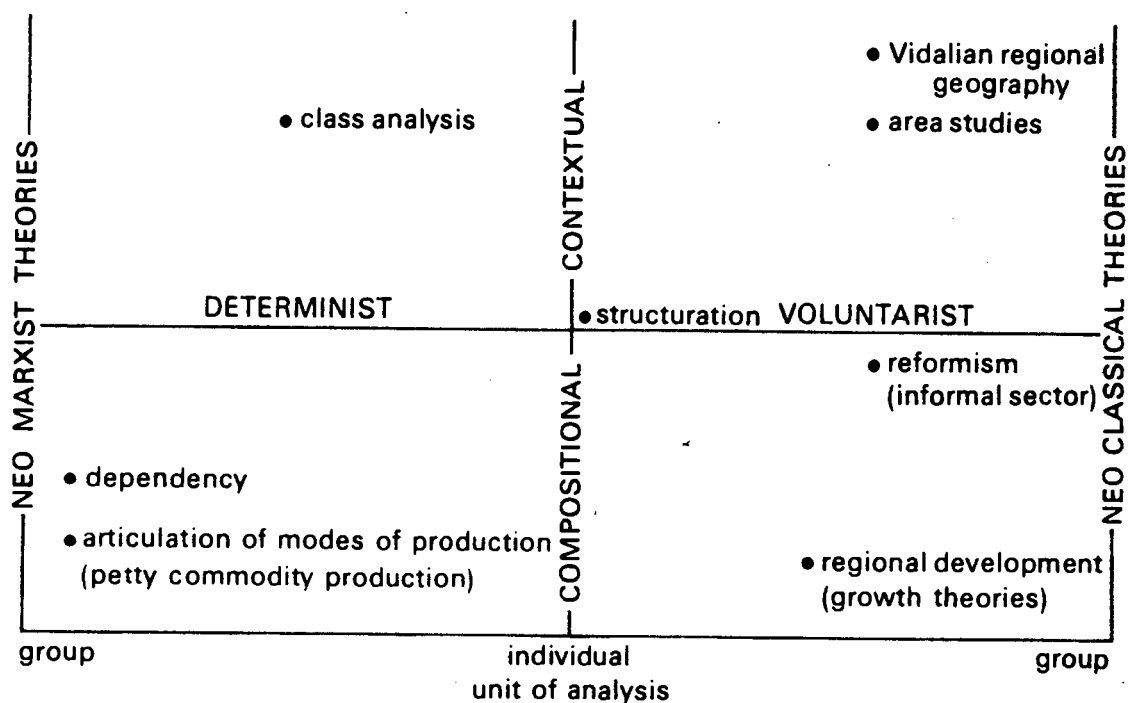 • Vidalian regional
geography
• class analysis
• area studies
NEO MARXIST THEORIES
CONTEXTUAL
NEO CLASSICAL THEORIES
DETERMINIST
• structuration VOLUNTARIST
• reformism
(informal sector)
COMPOSITIONAL
• dependency
• articulation of modes of production
(petty commodity production)
• regional development
(growth theories)
group
individual
group
unit of analysis